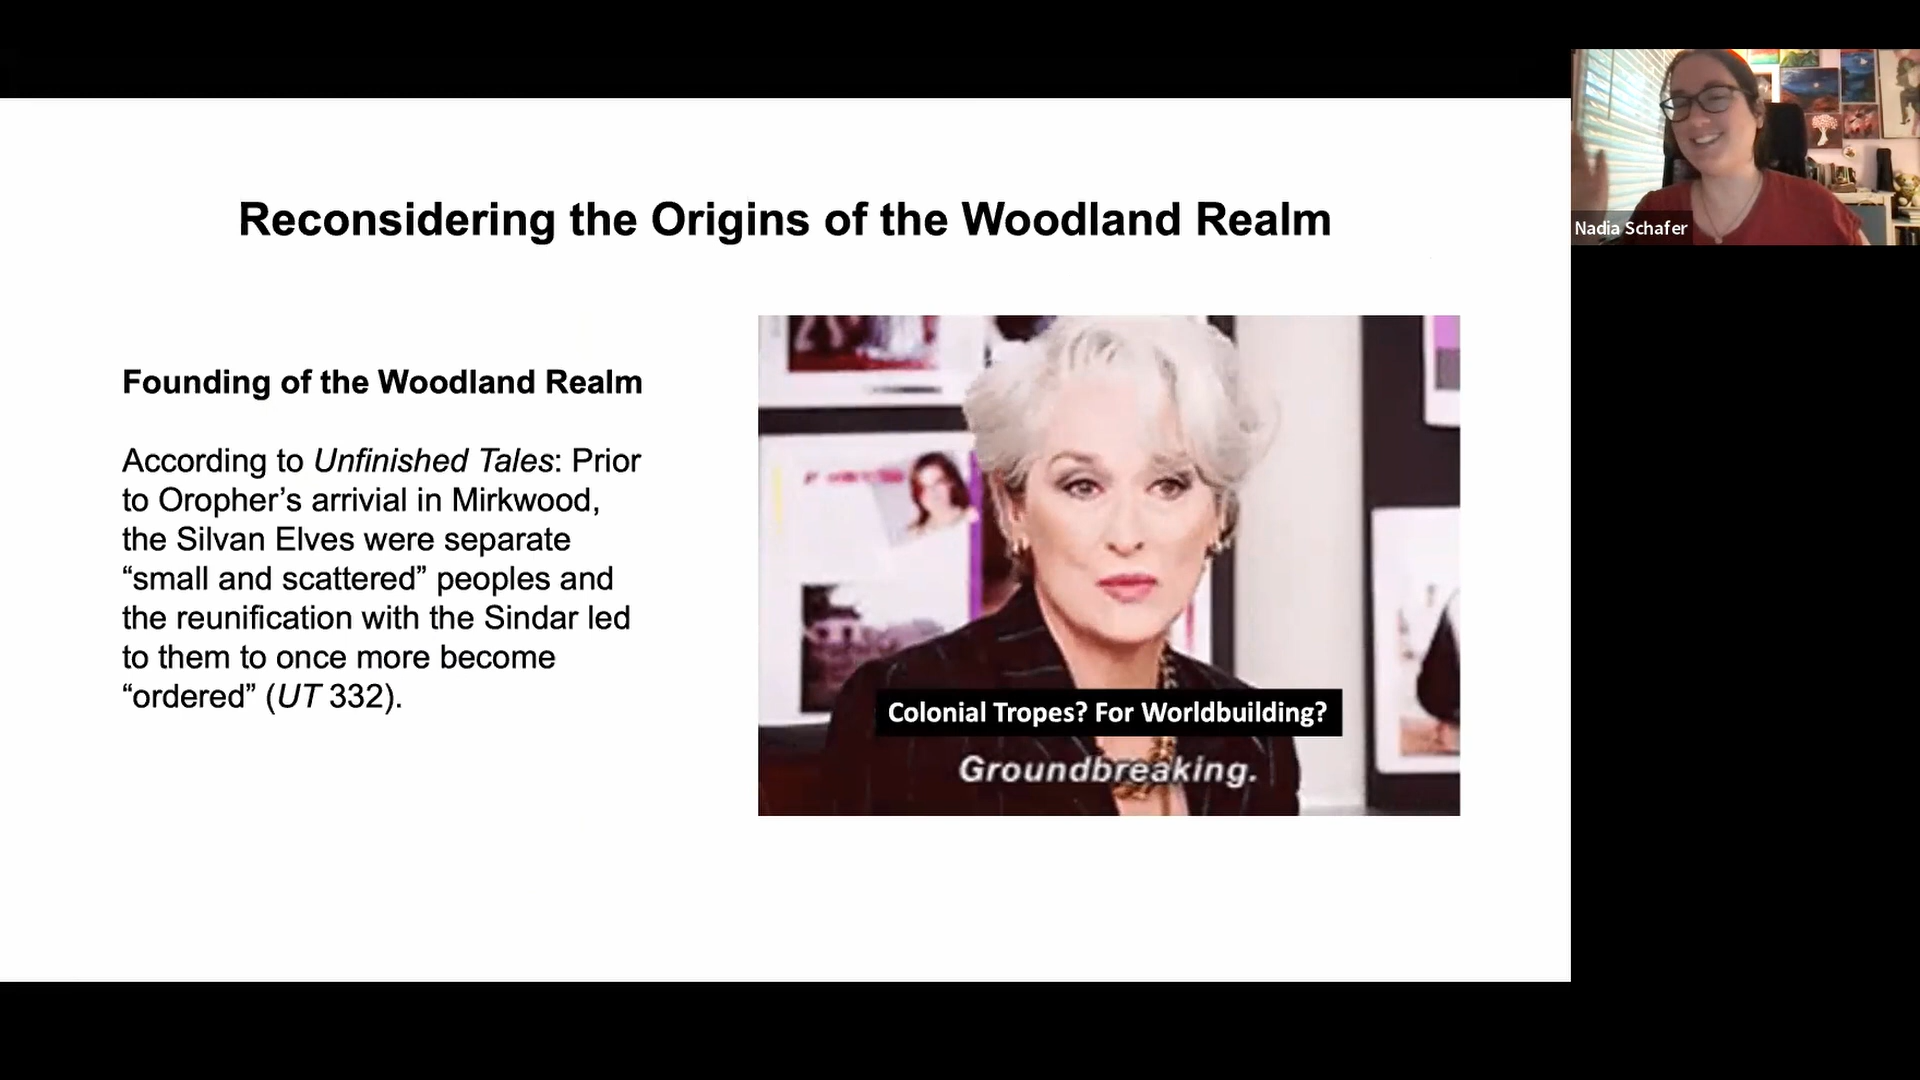 Reconsidering the Origins of the Woodland Realm
Founding of the Woodland Realm
According to Unfinished Tales: Prior
to Oropher’s arrivial in Mirkwood,
the Silvan Elves were separate
“small and scattered” peoples and
the reunification with the Sindar led
to them to once more become
“ordered” (UT 332).
Colonial Tropes? For Worldbuilding?
Groundbreaking.
Nadia Schafer